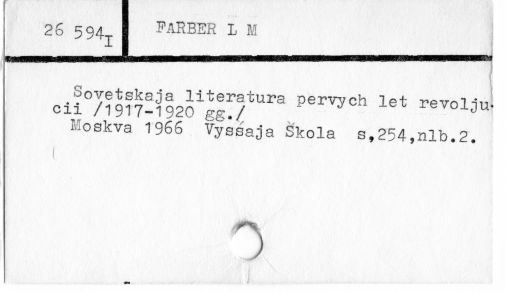 26 594I
FARBER L M
Sovetskaja literatura pervych let revolju-
cii /1917-1920 gg./
Moskva 1966 Vysšaja Škola s,254,nlb.2.